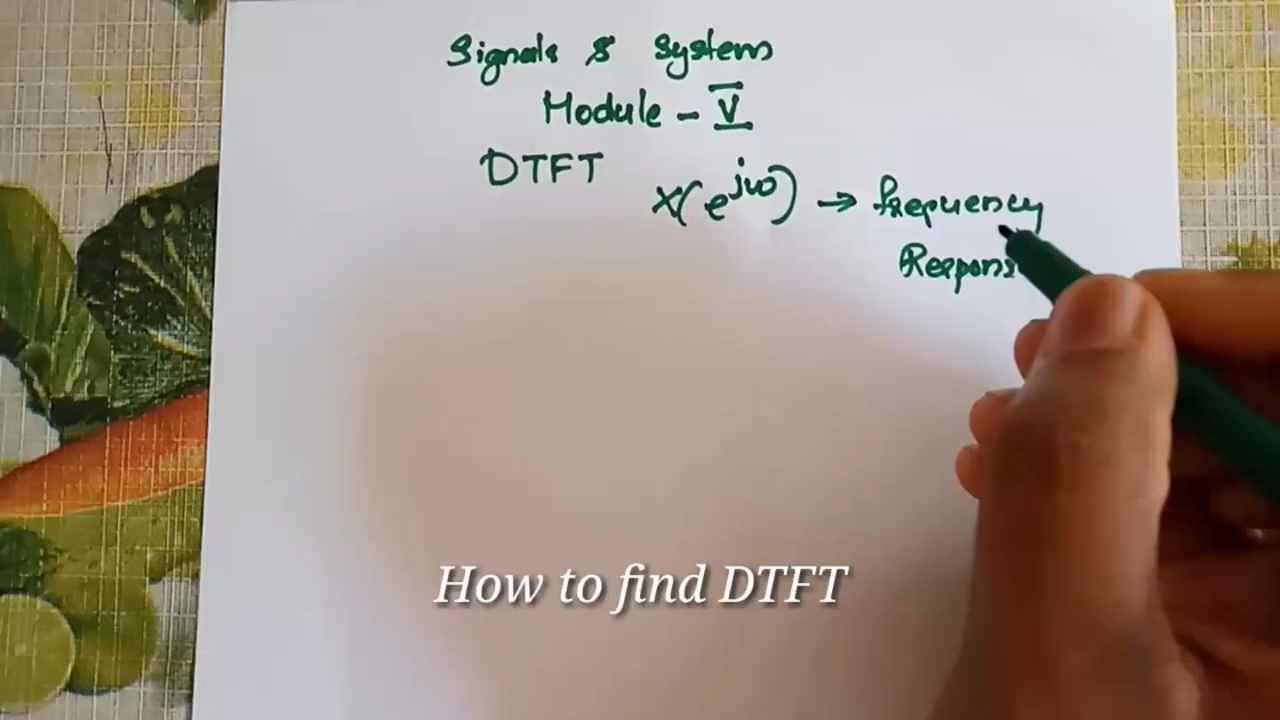 Signals & Systems
Module - V
DTFT
X(e^jω) → frequency
Respons
How to find DTFT